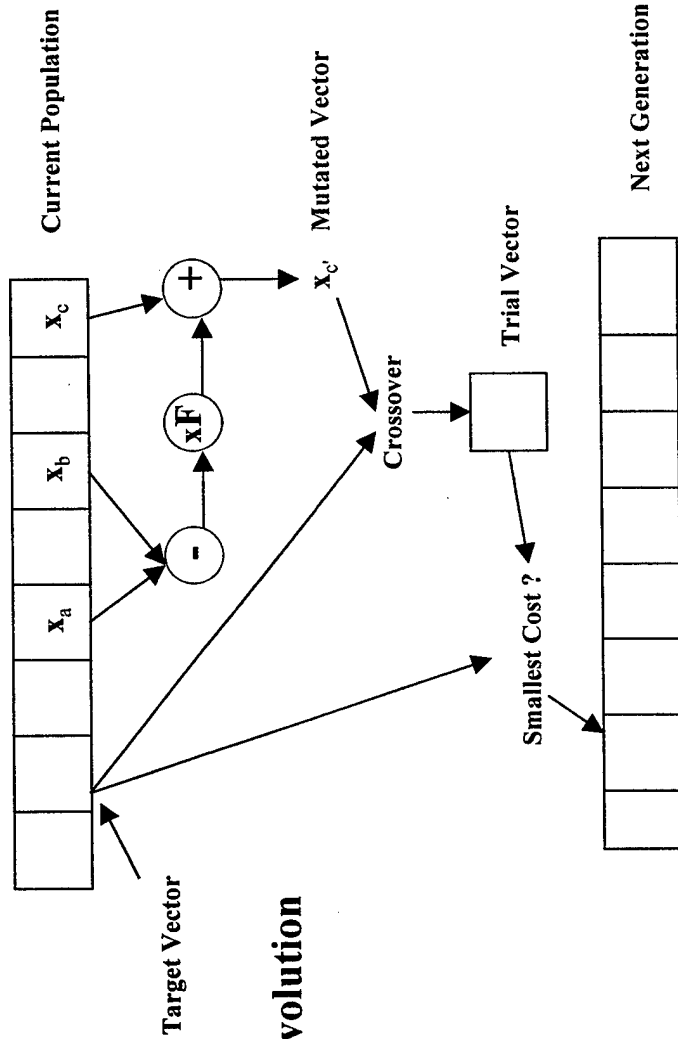 Current Population
x_a
x_b
x_c
-
xF
+
Target Vector
x_c' Mutated Vector
volution
Crossover
Trial Vector
Smallest Cost ?
Next Generation